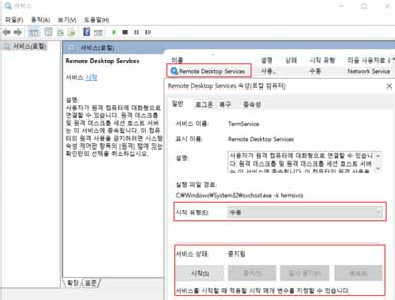 서비스
파일(F) 동작(A) 보기(V) 도움말(H)
서비스(로컬)
서비스(로컬)
Remote Desktop Services
서비스 시작
설명:
사용자가 원격 컴퓨터에 대화형으로
연결할 수 있습니다. 원격 데스크톱
및 원격 데스크톱 세션 호스트 서버
는 이 서비스에 종속됩니다. 이 컴퓨
터의 원격 사용을 금지하려면 시스템
속성 제어판 항목의 [원격] 탭에 있는
확인란의 선택을 취소하십시오.
이름 설명 상태 시작 유형 다음 사용자로
Remote Desktop Services 사용... 수동 Network Service
Remote Desktop Services 속성(로컬 컴퓨터)
일반 로그온 복구 종속성
서비스 이름: TermService
표시 이름: Remote Desktop Services
설명: 사용자가 원격 컴퓨터에 대화형으로 연결할 수 있습니
다. 원격 데스크톱 및 원격 데스크톱 세션 호스트 서버
는 이 서비스에 종속됩니다. 이 컴퓨터의 원격 사용을
실행 파일 경로:
C:₩Windows₩System32₩svchost.exe -k termsvcs
시작 유형(E): 수동
서비스 상태: 중지됨
시작(S) 중지(T) 일시 중지(P) 계속(R)
서비스를 시작할 때 적용할 시작 매개 변수를 지정할 수 있습니다.
확장 표준